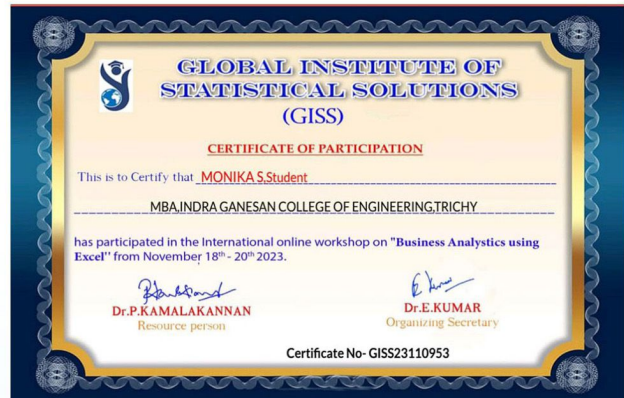 GLOBAL INSTITUTE OF
STATISTICAL SOLUTIONS
(GISS)
CERTIFICATE OF PARTICIPATION
This is to Certify that MONIKA S,Student
MBA,INDRA GANESAN COLLEGE OF ENGINEERING,TRICHY
has participated in the International online workshop on "Business Analystics using
Excel" from November 18th - 20th 2023.
Dr.P.KAMALAKANNAN
Resource person
Dr.E.KUMAR
Organizing Secretary
Certificate No- GISS23110953